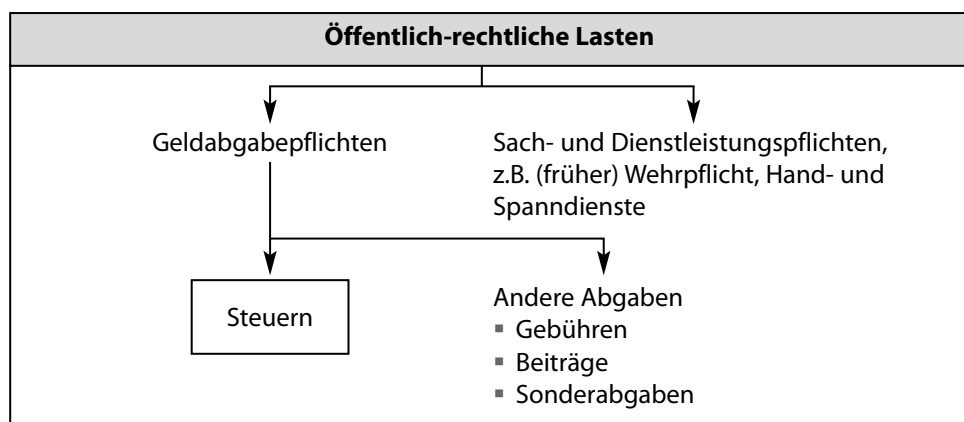 Öffentlich-rechtliche Lasten
Geldabgabepflichten
Sach- und Dienstleistungspflichten,
z.B. (früher) Wehrpflicht, Hand- und
Spanndienste
Steuern
Andere Abgaben
▪ Gebühren
▪ Beiträge
▪ Sonderabgaben